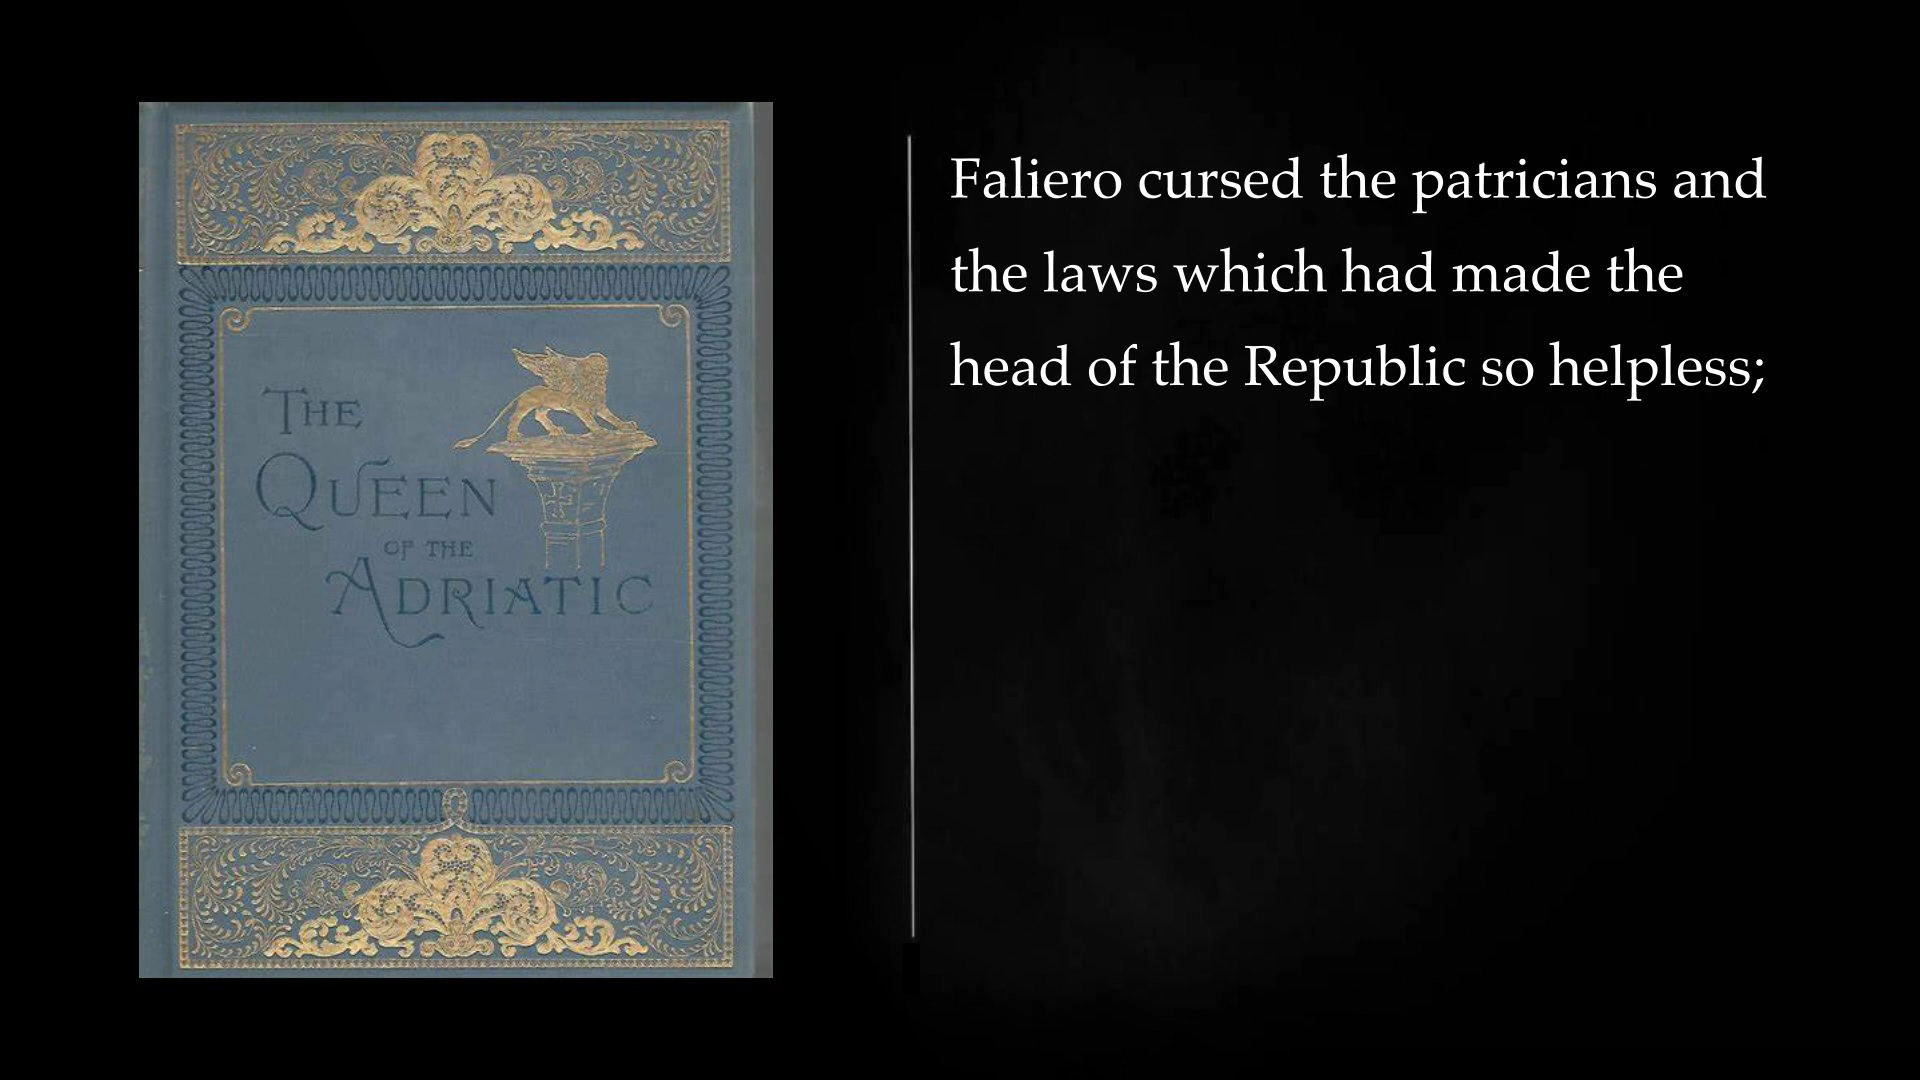 The
Queen
of the
Adriatic
Faliero cursed the patricians and
the laws which had made the
head of the Republic so helpless;